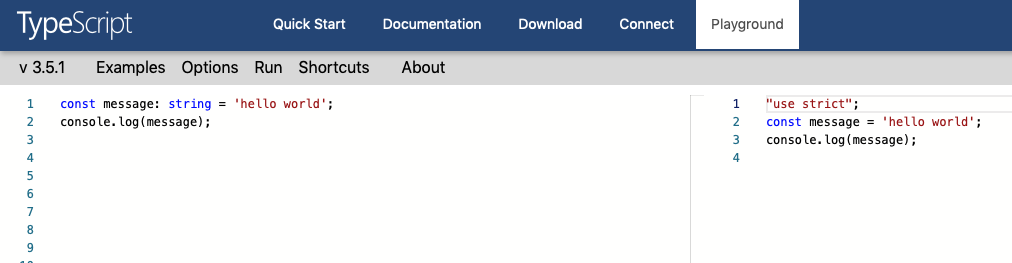 TypeScript Quick Start Documentation Download Connect Playground
v 3.5.1 Examples Options Run Shortcuts About
1 const message: string = 'hello world';
2 console.log(message);
3
4
5
6
7
8
9
1 "use strict";
2 const message = 'hello world';
3 console.log(message);
4